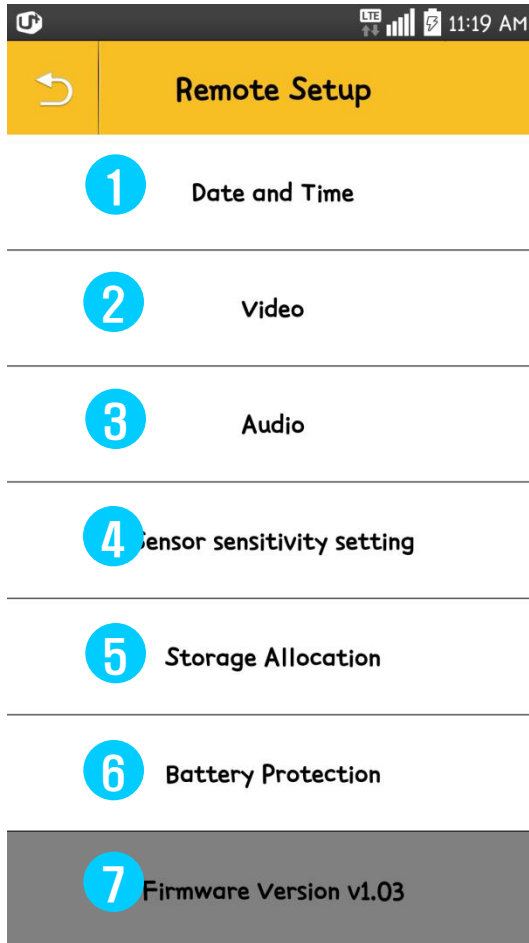 U+ LTE 11:19 AM
Remote Setup
1 Date and Time
2 Video
3 Audio
4 Sensor sensitivity setting
5 Storage Allocation
6 Battery Protection
7 Firmware Version v1.03